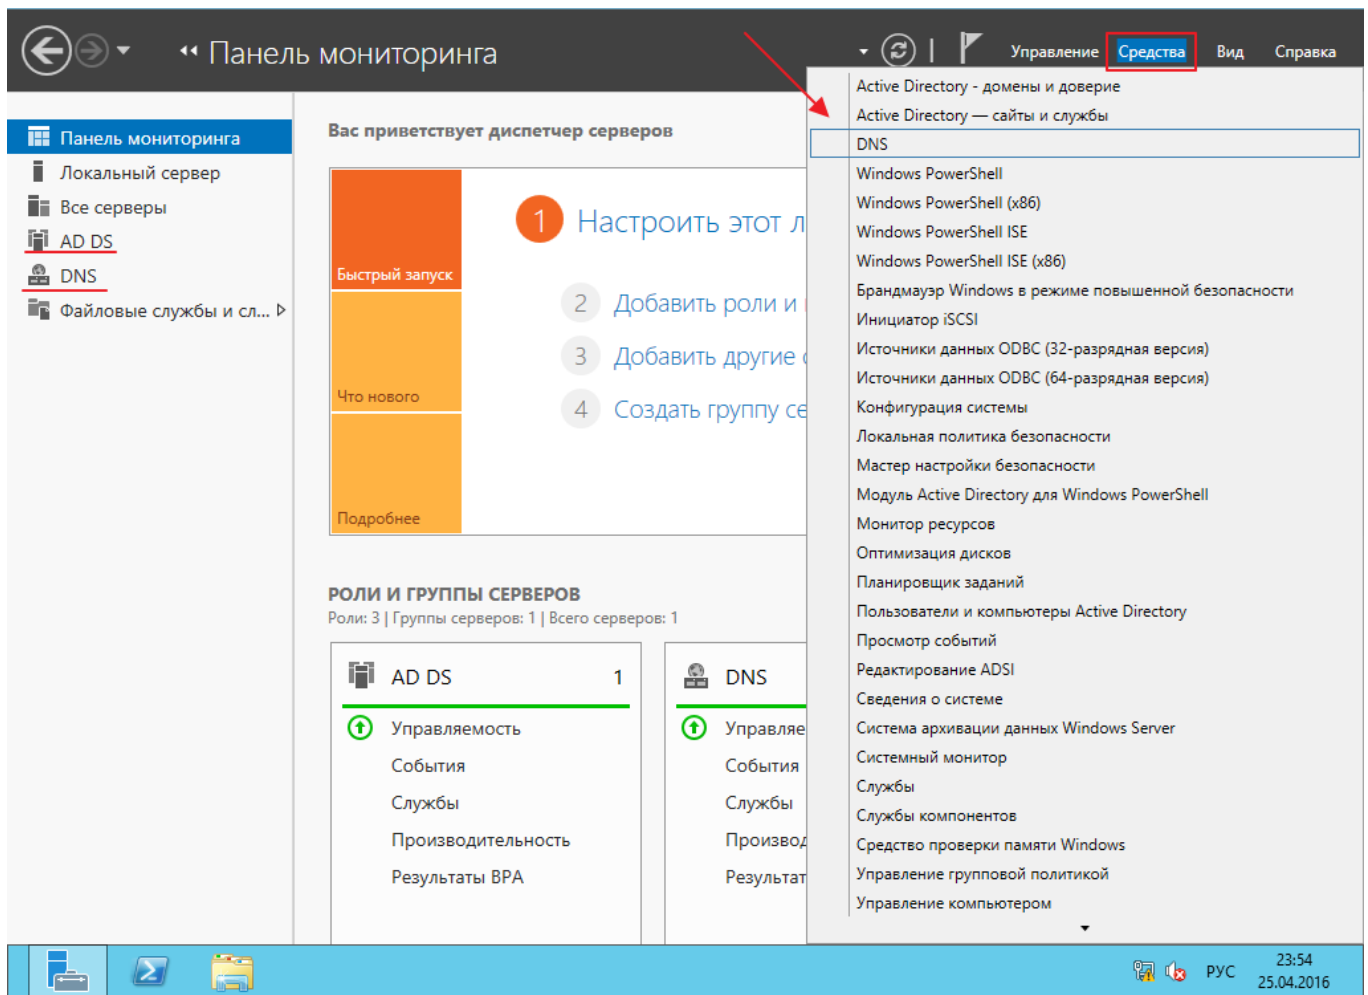 Панель мониторинга
Управление Средства Вид Справка
Панель мониторинга
Локальный сервер
Все серверы
AD DS
DNS
Файловые службы и сл...
Вас приветствует диспетчер серверов
Быстрый запуск
Что нового
Подробнее
1 Настроить этот л
2 Добавить роли и
3 Добавить другие
4 Создать группу се
РОЛИ И ГРУППЫ СЕРВЕРОВ
Роли: 3 | Группы серверов: 1 | Всего серверов: 1
AD DS 1
Управляемость
События
Службы
Производительность
Результаты BPA
DNS
Управляе
События
Службы
Производ
Результат
Active Directory - домены и доверие
Active Directory — сайты и службы
DNS
Windows PowerShell
Windows PowerShell (x86)
Windows PowerShell ISE
Windows PowerShell ISE (x86)
Брандмауэр Windows в режиме повышенной безопасности
Инициатор iSCSI
Источники данных ODBC (32-разрядная версия)
Источники данных ODBC (64-разрядная версия)
Конфигурация системы
Локальная политика безопасности
Мастер настройки безопасности
Модуль Active Directory для Windows PowerShell
Монитор ресурсов
Оптимизация дисков
Планировщик заданий
Пользователи и компьютеры Active Directory
Просмотр событий
Редактирование ADSI
Сведения о системе
Система архивации данных Windows Server
Системный монитор
Службы
Службы компонентов
Средство проверки памяти Windows
Управление групповой политикой
Управление компьютером
РУС
23:54
25.04.2016